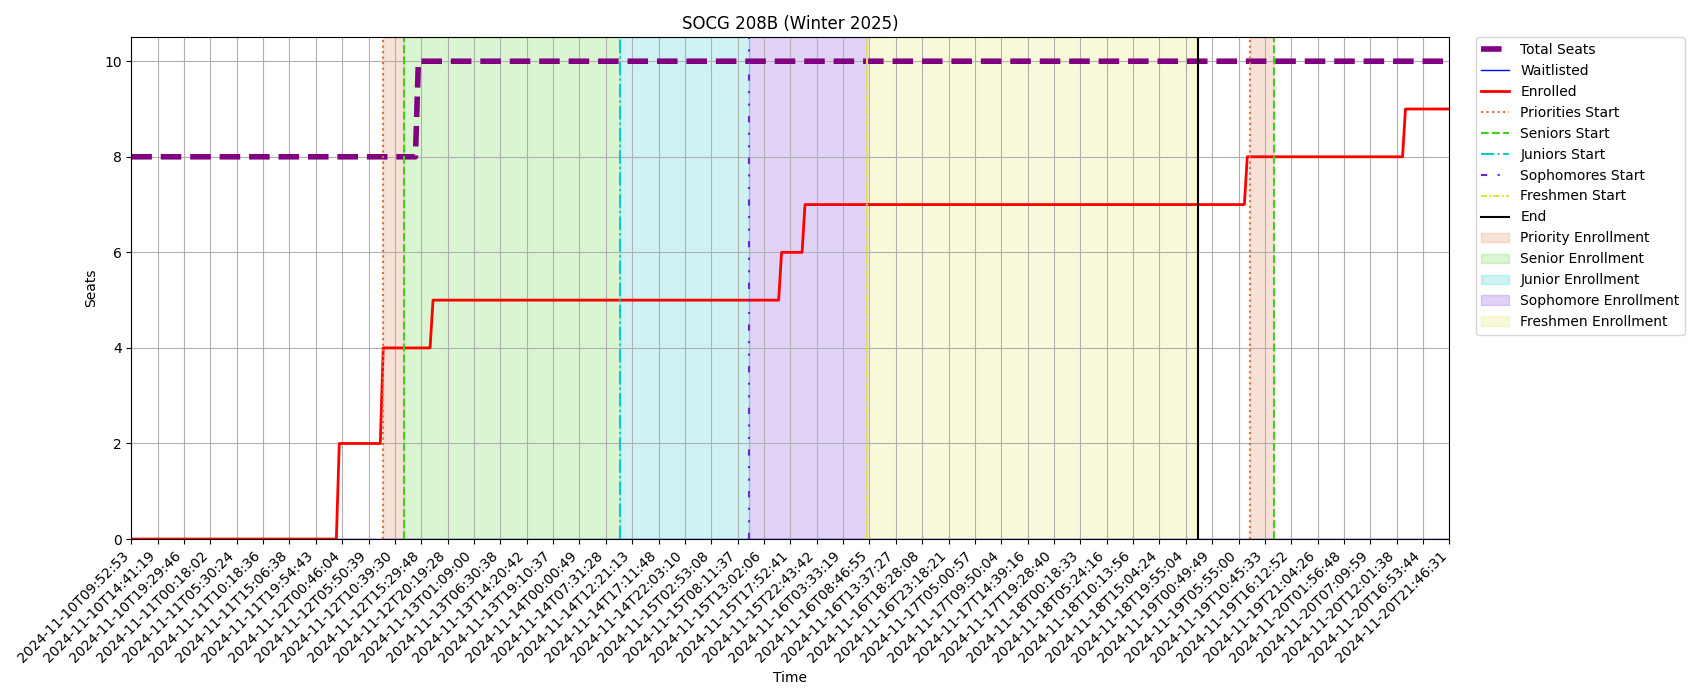 SOCG 208B (Winter 2025)
10
8
6
4
2
0
Seats
2024-11-10T09:52:53
2024-11-10T14:41:19
2024-11-10T19:29:46
2024-11-11T00:18:02
2024-11-11T05:30:24
2024-11-11T10:18:36
2024-11-11T15:06:38
2024-11-11T19:54:43
2024-11-12T00:46:04
2024-11-12T05:50:39
2024-11-12T10:39:30
2024-11-12T15:29:48
2024-11-12T20:19:28
2024-11-13T01:09:00
2024-11-13T06:30:38
2024-11-13T14:20:42
2024-11-13T19:10:37
2024-11-14T00:00:49
2024-11-14T07:31:28
2024-11-14T12:21:13
2024-11-14T17:11:48
2024-11-14T22:03:10
2024-11-15T02:53:08
2024-11-15T08:11:37
2024-11-15T13:02:06
2024-11-15T17:52:41
2024-11-15T22:43:42
2024-11-16T03:33:19
2024-11-16T08:46:55
2024-11-16T13:37:27
2024-11-16T18:28:08
2024-11-16T23:18:21
2024-11-17T05:00:57
2024-11-17T09:50:04
2024-11-17T14:39:16
2024-11-17T19:28:40
2024-11-18T00:18:33
2024-11-18T05:24:16
2024-11-18T10:13:56
2024-11-18T15:04:24
2024-11-18T19:55:04
2024-11-19T00:49:49
2024-11-19T05:55:00
2024-11-19T10:45:33
2024-11-19T16:12:52
2024-11-19T21:04:26
2024-11-20T01:56:48
2024-11-20T07:09:59
2024-11-20T12:01:38
2024-11-20T16:53:44
2024-11-20T21:46:31
Time
Total Seats
Waitlisted
Enrolled
Priorities Start
Seniors Start
Juniors Start
Sophomores Start
Freshmen Start
End
Priority Enrollment
Senior Enrollment
Junior Enrollment
Sophomore Enrollment
Freshmen Enrollment